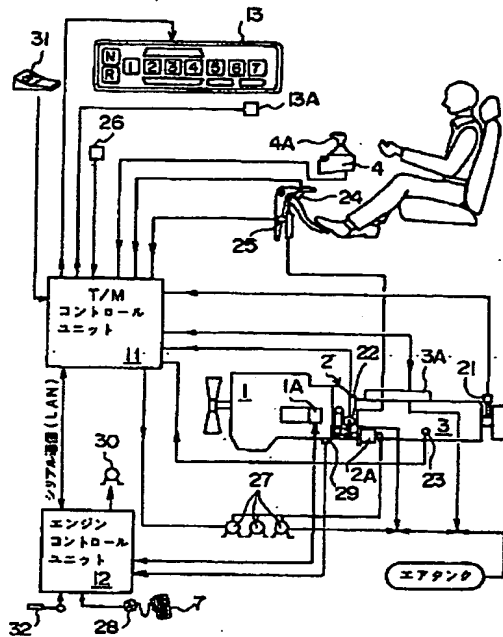 31
13
N
R
1 2 3 4 5 6 7
13A
26
4A
4
24
25
T/M
コントロール
ユニット
11
21
1
1A
2
22
3A
3
2A
29
23
シリアル通信(LAN)
30
27
エンジン
コントロール
ユニット
12
エアタンク
32
28
7